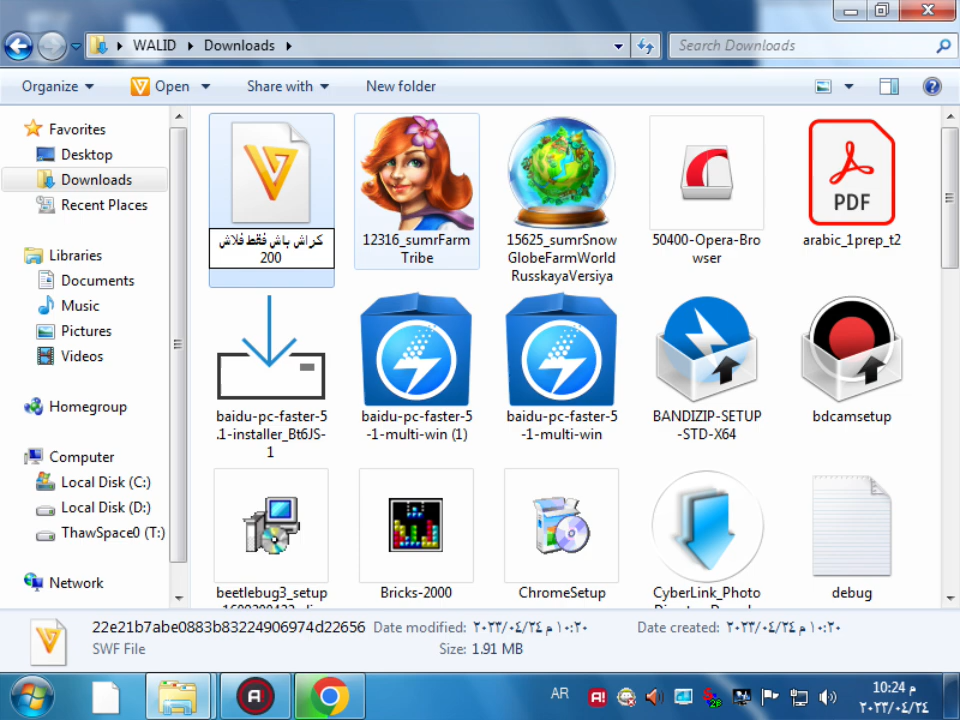 WALID
Downloads
Search Downloads
Organize
Open
Share with
New folder
Favorites
Desktop
Downloads
Recent Places
Libraries
Documents
Music
Pictures
Videos
Homegroup
Computer
Local Disk (C:)
Local Disk (D:)
ThawSpace0 (T:)
Network
كراش باش فقط فلاش
200
12316_sumrFarm
Tribe
15625_sumrSnow
GlobeFarmWorld
RusskayaVersiya
50400-Opera-Bro
wser
PDF
arabic_1prep_t2
baidu-pc-faster-5
.1-installer_Bt6JS-
1
baidu-pc-faster-5
-1-multi-win (1)
baidu-pc-faster-5
-1-multi-win
BANDIZIP-SETUP
-STD-X64
bdcamsetup
beetlebug3_setup
Bricks-2000
ChromeSetup
CyberLink_Photo
debug
22e21b7abe0883b83224906974d22656
Date modified: ٢٠٢٣/٠٤/٢٤ م ١٠:٢٠
Date created: ٢٠٢٣/٠٤/٢٤ م ١٠:٢٠
SWF File
Size: 1.91 MB
AR
10:24 م
٢٠٢٣/٠٤/٢٤